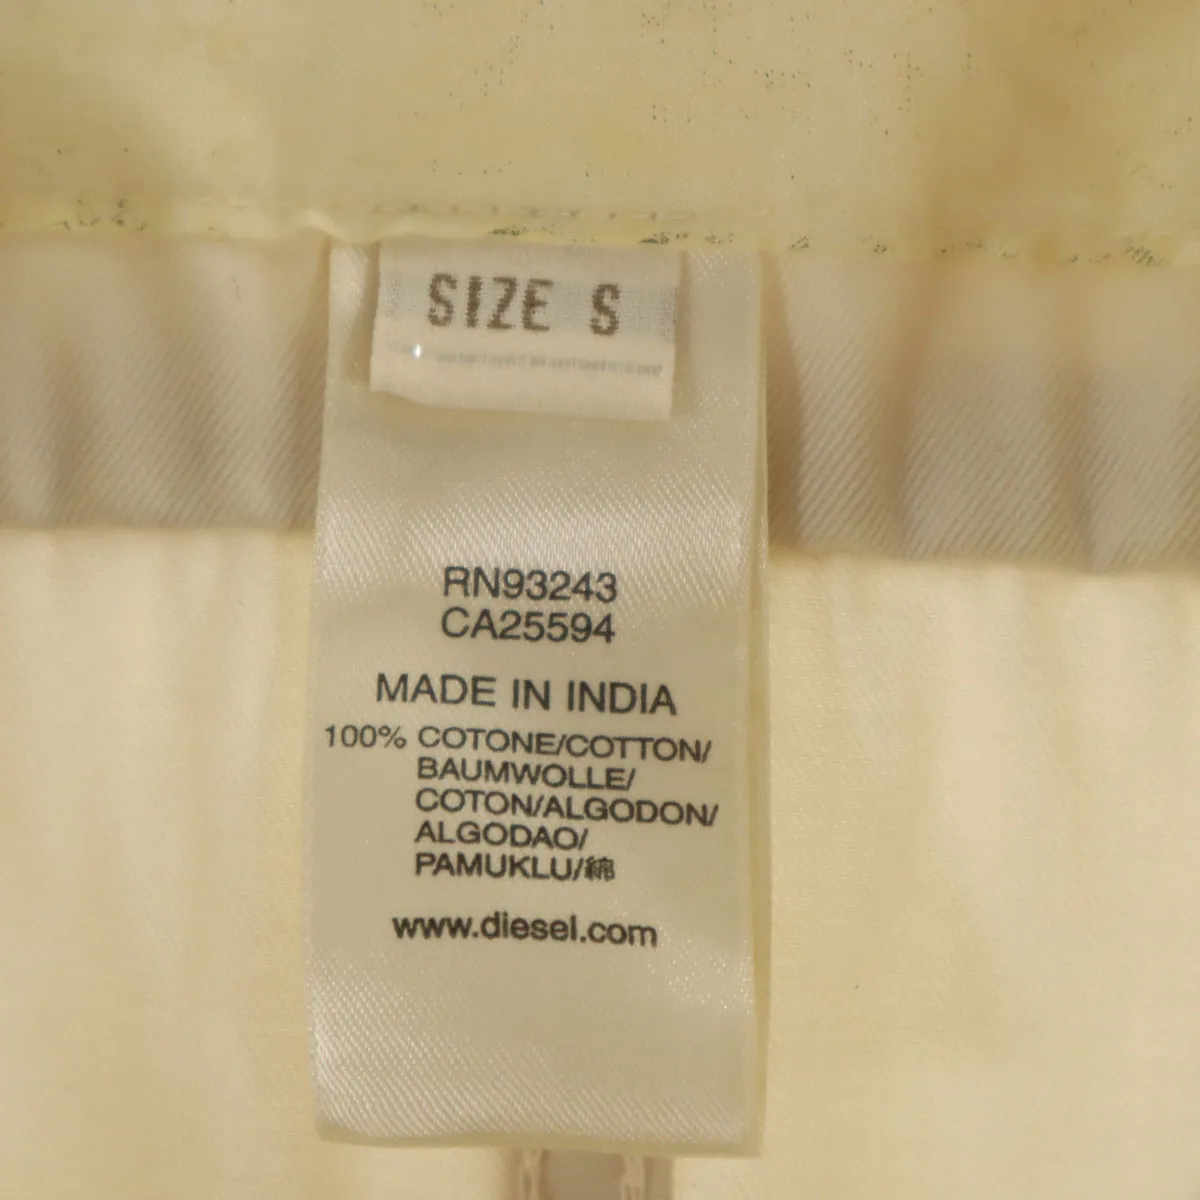 SIZE S
RN93243
CA25594
MADE IN INDIA
100% COTONE/COTTON/
BAUMWOLLE/
COTON/ALGODON/
ALGODAO/
PAMUKLU/綿
www.diesel.com